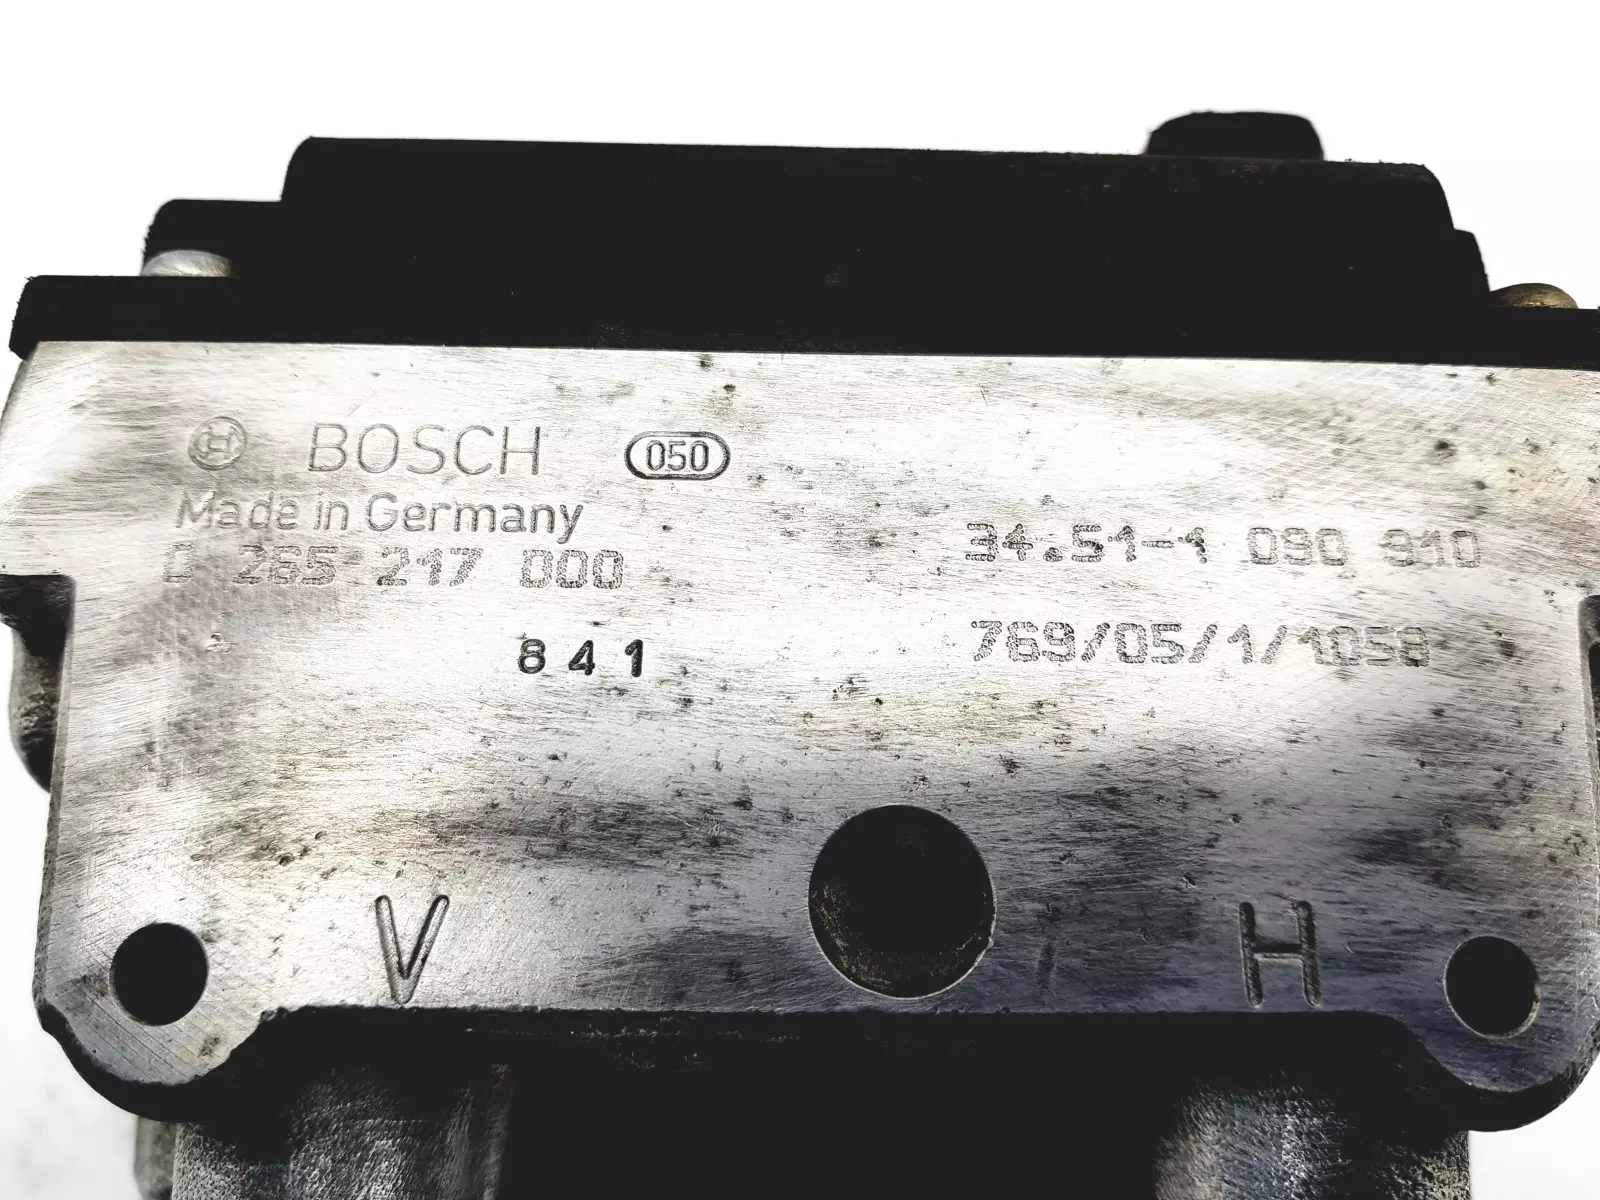 BOSCH 050
Made in Germany
0 265 217 000
34.51-1 090 910
841
769/05/1/1058
V H